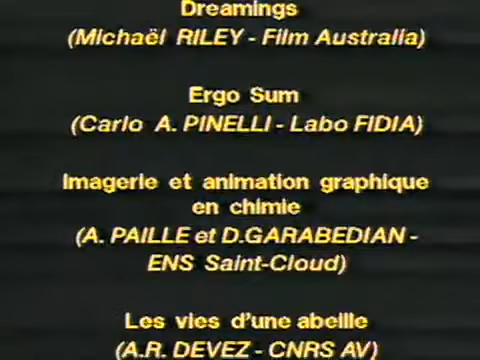 Dreamings
(Michaël RILEY - Film Australia)
Ergo Sum
(Carlo A. PINELLI - Labo FIDIA)
Imagerie et animation graphique
en chimie
(A. PAILLE et D.GARABEDIAN -
ENS Saint-Cloud)
Les vies d'une abeille
(A.R. DEVEZ - CNRS AV)